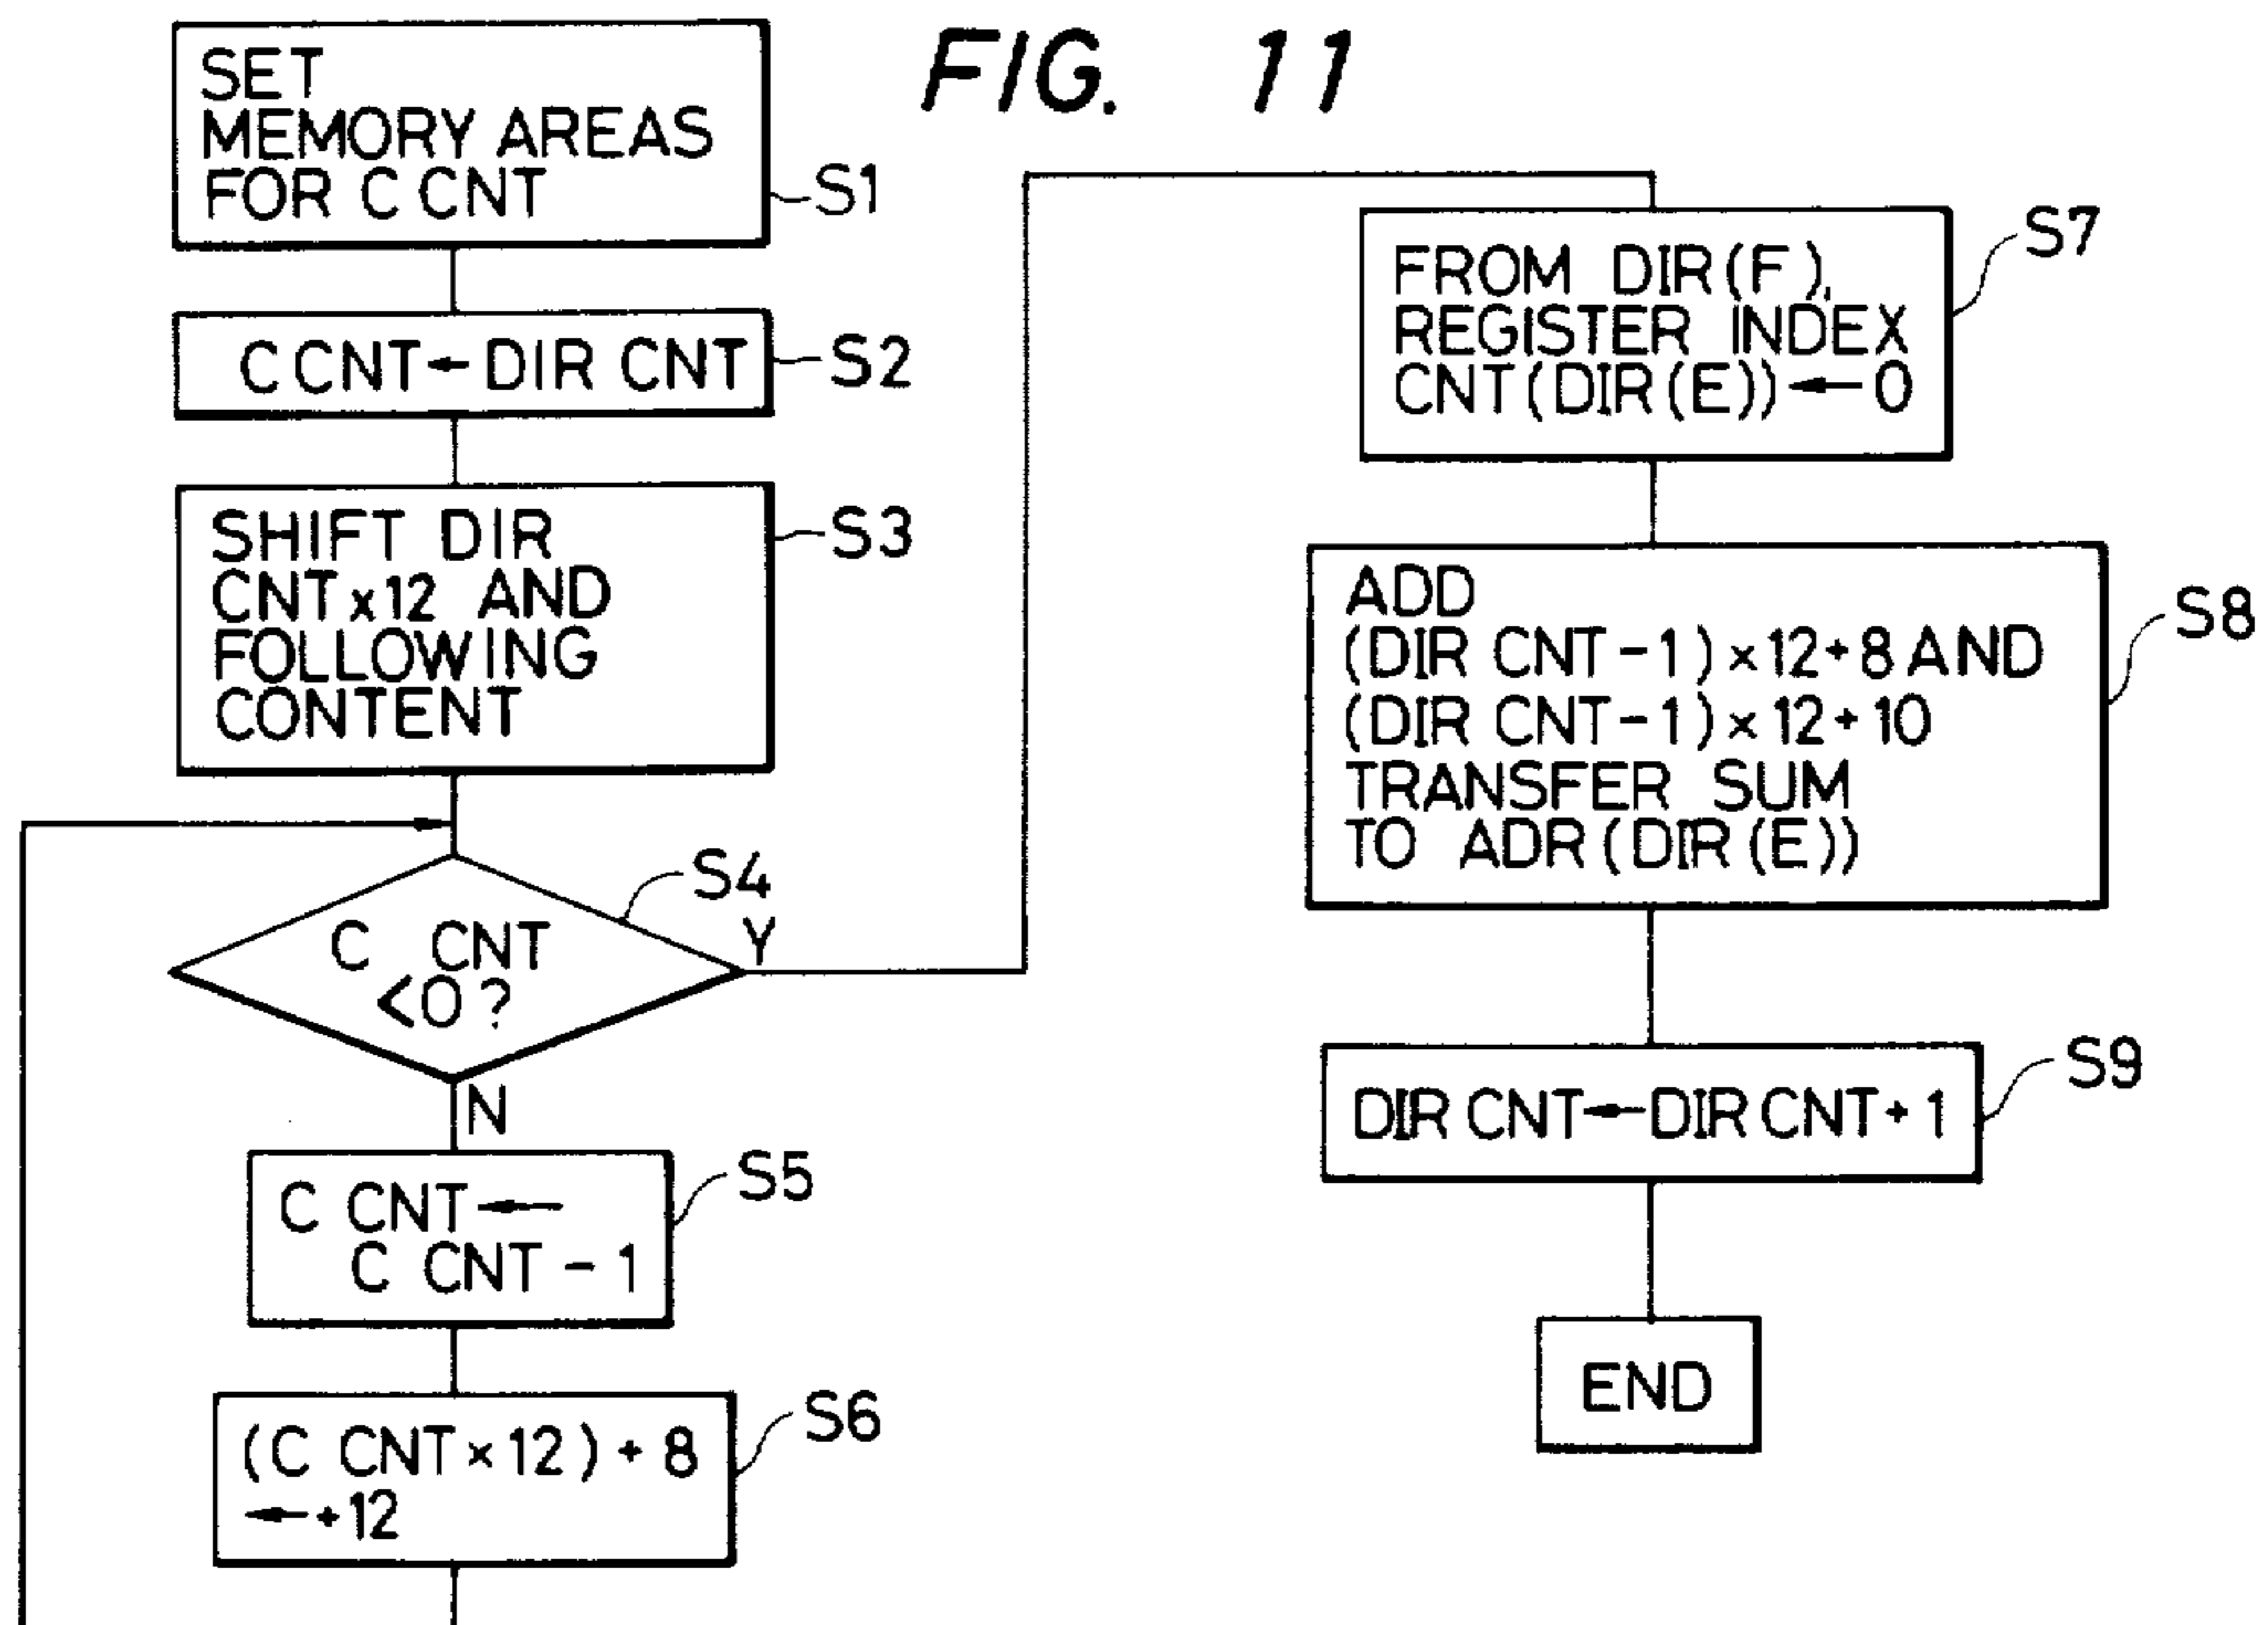 FIG. 11
SET
MEMORY AREAS
FOR C CNT
S1
C CNT ← DIR CNT
S2
SHIFT DIR
CNT x 12 AND
FOLLOWING
CONTENT
S3
C CNT
<0 ?
S4
Y
N
C CNT ←
C CNT - 1
S5
(C CNT × 12) + 8
← + 12
S6
FROM DIR (F),
REGISTER INDEX
CNT (DIR (E)) ← 0
S7
ADD
(DIR CNT - 1) × 12 + 8 AND
(DIR CNT - 1) × 12 + 10
TRANSFER SUM
TO ADR (DIR (E))
S8
DIR CNT ← DIR CNT + 1
S9
END